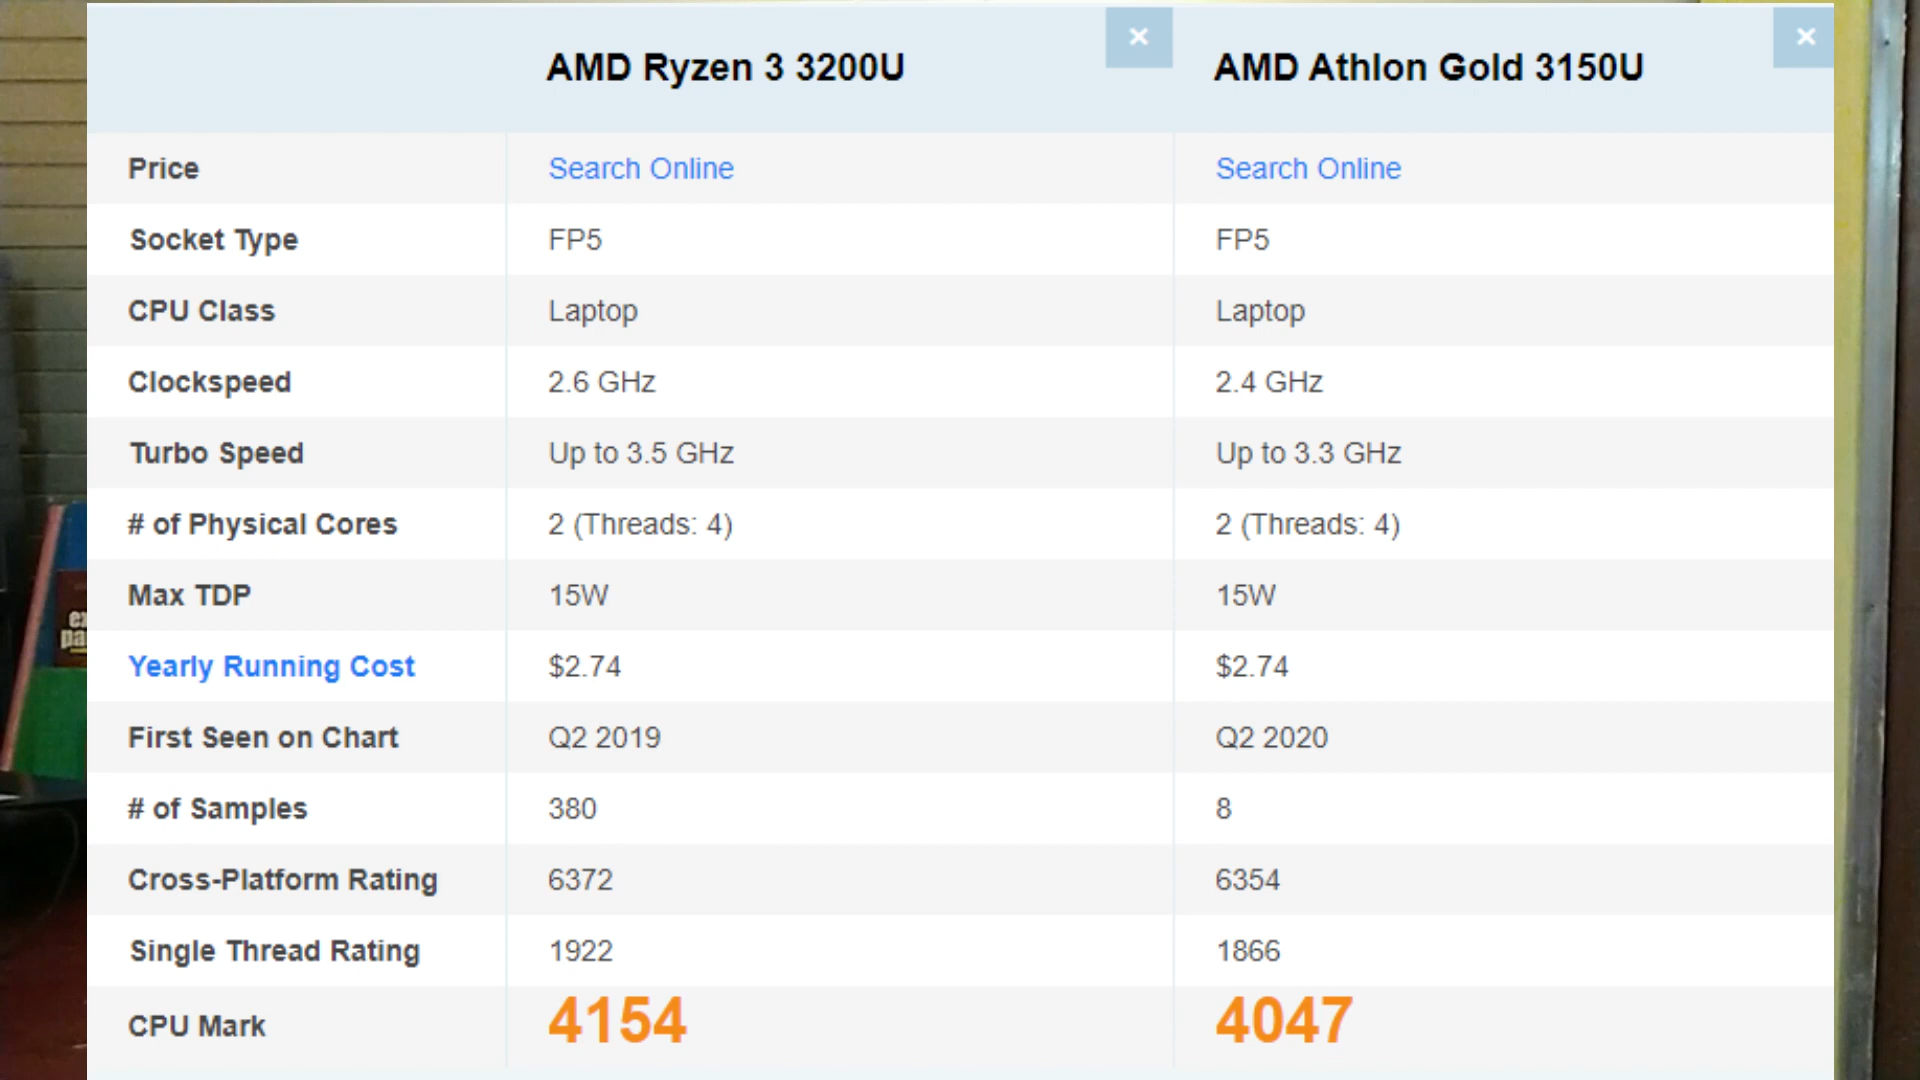 AMD Ryzen 3 3200U × AMD Athlon Gold 3150U ×
Price Search Online Search Online
Socket Type FP5 FP5
CPU Class Laptop Laptop
Clockspeed 2.6 GHz 2.4 GHz
Turbo Speed Up to 3.5 GHz Up to 3.3 GHz
# of Physical Cores 2 (Threads: 4) 2 (Threads: 4)
Max TDP 15W 15W
Yearly Running Cost $2.74 $2.74
First Seen on Chart Q2 2019 Q2 2020
# of Samples 380 8
Cross-Platform Rating 6372 6354
Single Thread Rating 1922 1866
CPU Mark 4154 4047